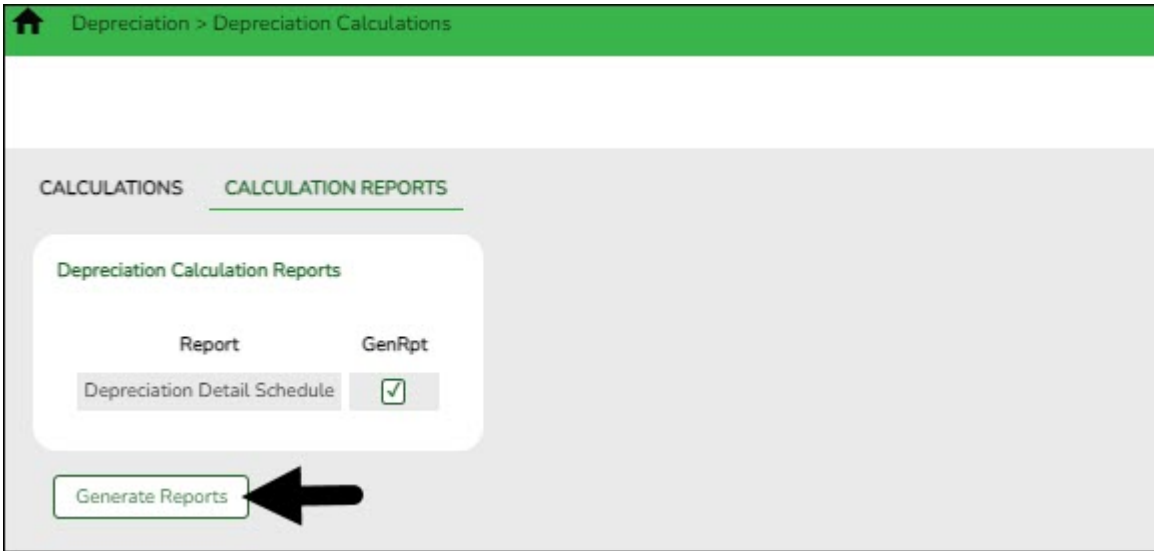 Depreciation > Depreciation Calculations
CALCULATIONS CALCULATION REPORTS
Depreciation Calculation Reports
Report GenRpt
Depreciation Detail Schedule
Generate Reports